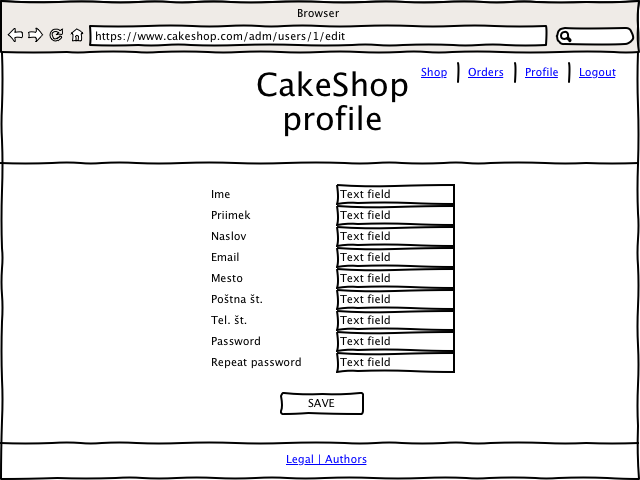 Browser
https://www.cakeshop.com/adm/users/1/edit
CakeShop profile
Shop Orders Profile Logout
Ime Text field
Priimek Text field
Naslov Text field
Email Text field
Mesto Text field
Poštna št. Text field
Tel. št. Text field
Password Text field
Repeat password Text field
SAVE
Legal | Authors